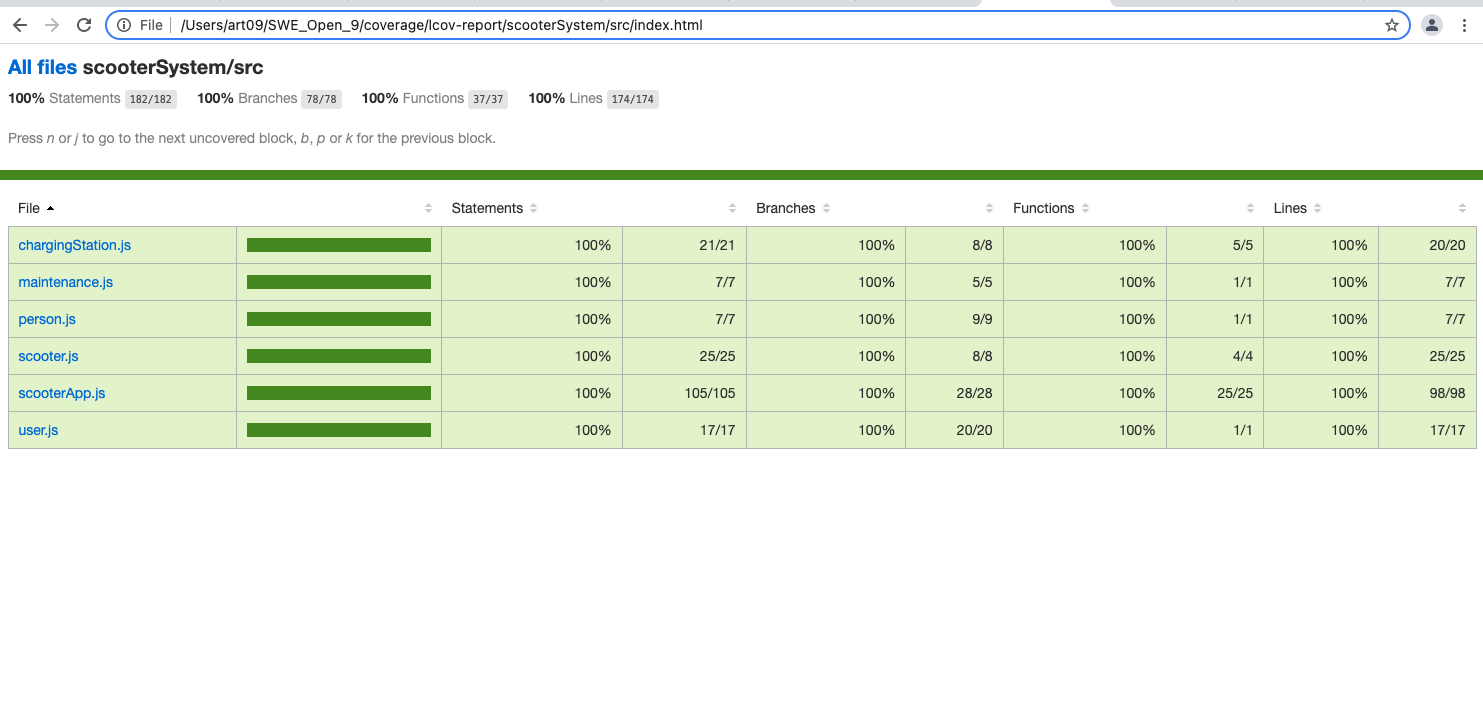 File /Users/art09/SWE_Open_9/coverage/lcov-report/scooterSystem/src/index.html
All files scooterSystem/src
100% Statements 182/182 100% Branches 78/78 100% Functions 37/37 100% Lines 174/174
Press n or j to go to the next uncovered block, b, p or k for the previous block.
File Statements Branches Functions Lines
chargingStation.js 100% 21/21 100% 8/8 100% 5/5 100% 20/20
maintenance.js 100% 7/7 100% 5/5 100% 1/1 100% 7/7
person.js 100% 7/7 100% 9/9 100% 1/1 100% 7/7
scooter.js 100% 25/25 100% 8/8 100% 4/4 100% 25/25
scooterApp.js 100% 105/105 100% 28/28 100% 25/25 100% 98/98
user.js 100% 17/17 100% 20/20 100% 1/1 100% 17/17